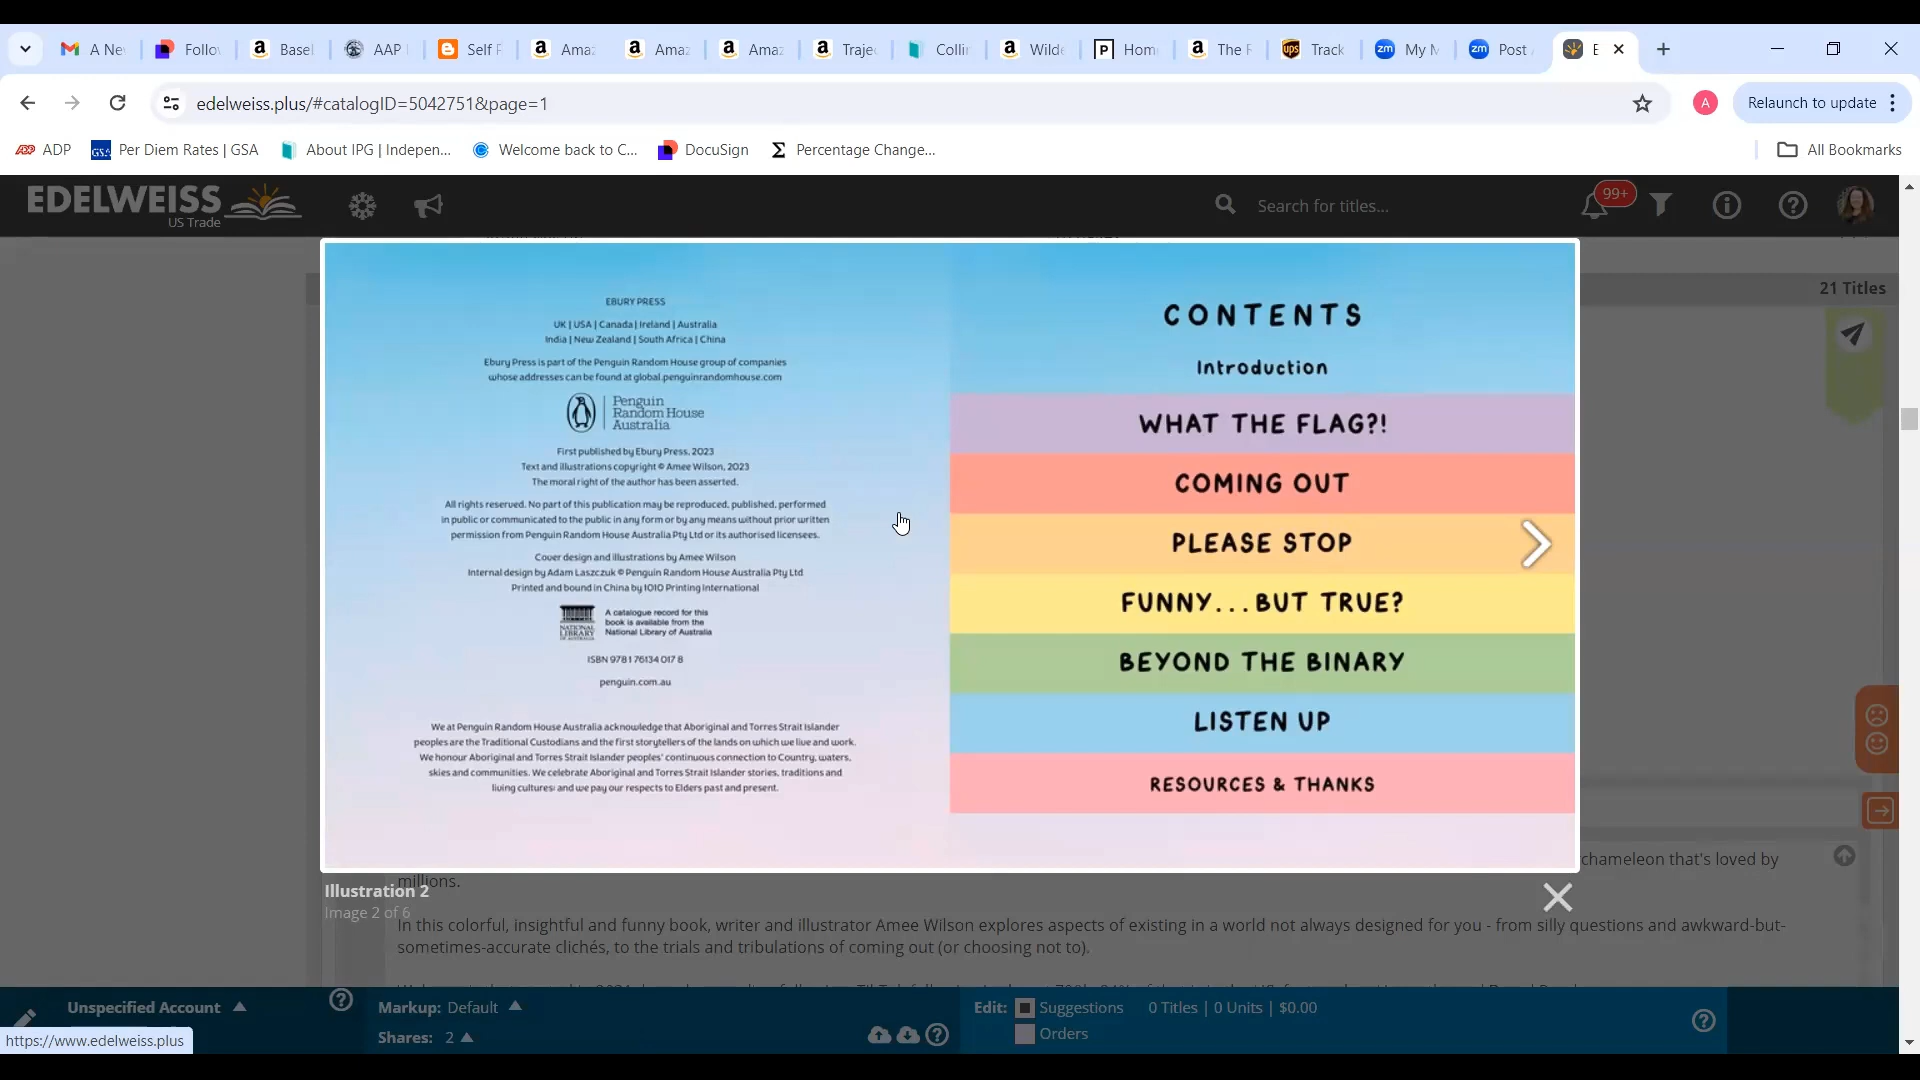 A Ne
Follo
Basel
AAP
Self F
Amaz
Amaz
Amaz
Traje
Collin
Wilde
Hom
The F
Track
My M
Post
E
edelweiss.plus/#catalogID=5042751&page=1
A
Relaunch to update
ADP
Per Diem Rates | GSA
About IPG | Indepen...
Welcome back to C...
DocuSign
Percentage Change...
All Bookmarks
EDELWEISS
US Trade
Search for titles...
99+
21 Titles
EBURY PRESS
UK | USA | Canada | Ireland | Australia
India | New Zealand | South Africa | China
Ebury Press is part of the Penguin Random House group of companies
whose addresses can be found at global.penguinrandomhouse.com
Penguin
Random House
Australia
First published by Ebury Press, 2023
Text and illustrations copyright © Amee Wilson, 2023
The moral right of the author has been asserted.
All rights reserved. No part of this publication may be reproduced, published, performed
in public or communicated to the public in any form or by any means without prior written
permission from Penguin Random House Australia Pty Ltd or its authorised licensees.
Cover design and illustrations by Amee Wilson
Internal design by Adam Laszczuk © Penguin Random House Australia Pty Ltd
Printed and bound in China by 1010 Printing International
NATIONAL
LIBRARY
OF AUSTRALIA
A catalogue record for this
book is available from the
National Library of Australia
ISBN 978 1 76134 017 8
penguin.com.au
We at Penguin Random House Australia acknowledge that Aboriginal and Torres Strait Islander
peoples are the Traditional Custodians and the first storytellers of the lands on which we live and work.
We honour Aboriginal and Torres Strait Islander peoples' continuous connection to Country, waters,
skies and communities. We celebrate Aboriginal and Torres Strait Islander stories, traditions and
living cultures; and we pay our respects to Elders past and present.
CONTENTS
Introduction
WHAT THE FLAG?!
COMING OUT
PLEASE STOP
FUNNY...BUT TRUE?
BEYOND THE BINARY
LISTEN UP
RESOURCES & THANKS
chameleon that's loved by
millions.
Illustration 2
Image 2 of 6
In this colorful, insightful and funny book, writer and illustrator Amee Wilson explores aspects of existing in a world not always designed for you - from silly questions and awkward-but-
sometimes-accurate clichés, to the trials and tribulations of coming out (or choosing not to).
Unspecified Account
Markup: Default
Shares: 2
Edit: Suggestions
Orders
0 Titles | 0 Units | $0.00
https://www.edelweiss.plus